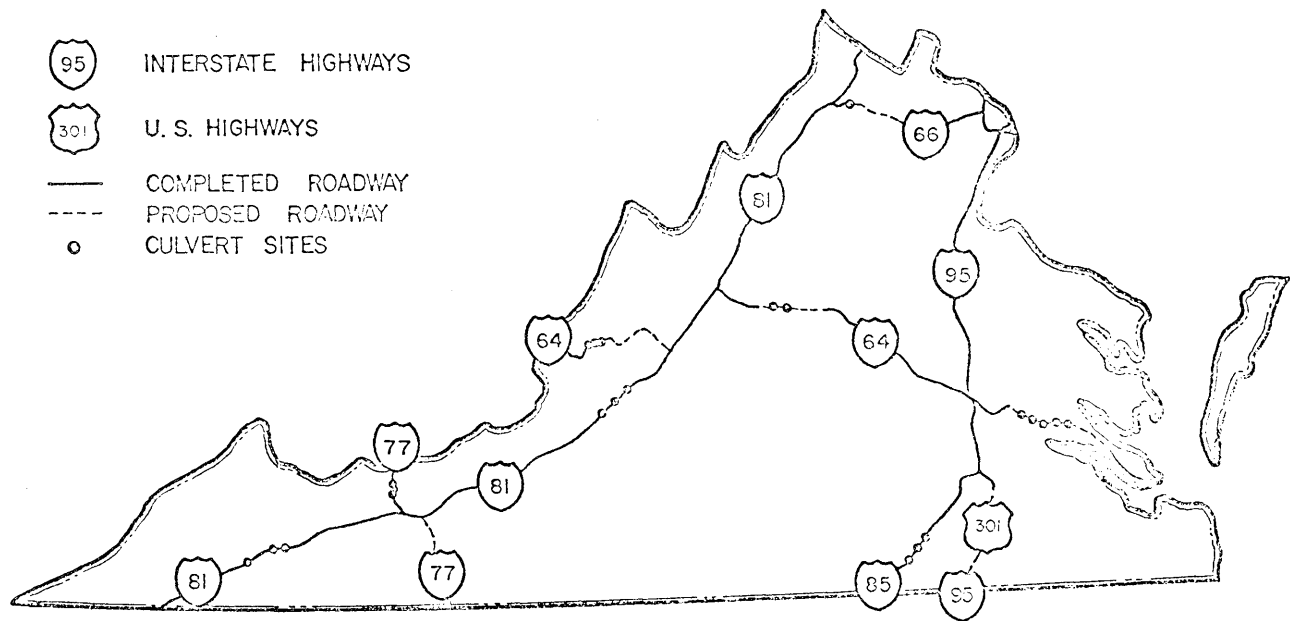 95 INTERSTATE HIGHWAYS
301 U. S. HIGHWAYS
COMPLETED ROADWAY
PROPOSED ROADWAY
CULVERT SITES
66
81
95
64
64
77
81
301
81
77
85
95